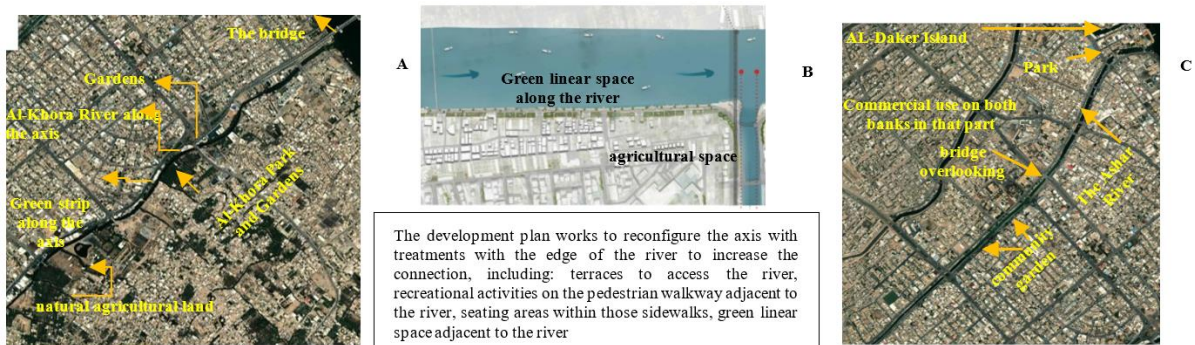 The bridge
Gardens
Al-Khora River along
the axis
Al-Khora Park
and Gardens
Green strip
along the
axis
natural agricultural land
A
Green linear space
along the river
agricultural space
B
The development plan works to reconfigure the axis with
treatments with the edge of the river to increase the
connection, including: terraces to access the river,
recreational activities on the pedestrian walkway adjacent to
the river, seating areas within those sidewalks, green linear
space adjacent to the river
AL-Daker Island
Park
Commercial use on both
banks in that part
bridge
overlooking
The Ashar
River
community
garden
C